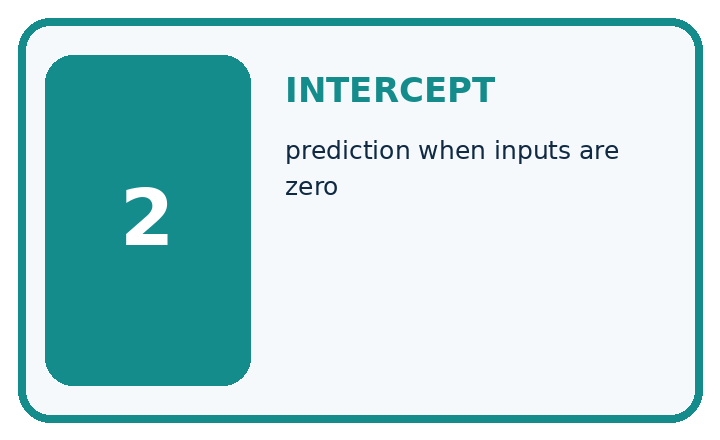 2
INTERCEPT
prediction when inputs are
zero